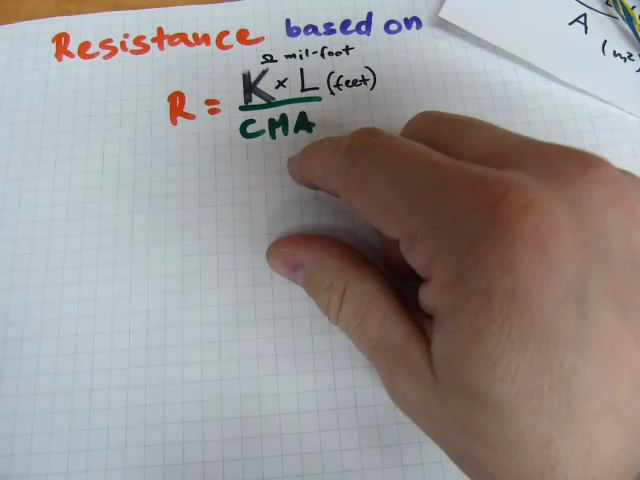 Resistance based on
Ω mil-foot
R = K × L (feet)
CMA
A